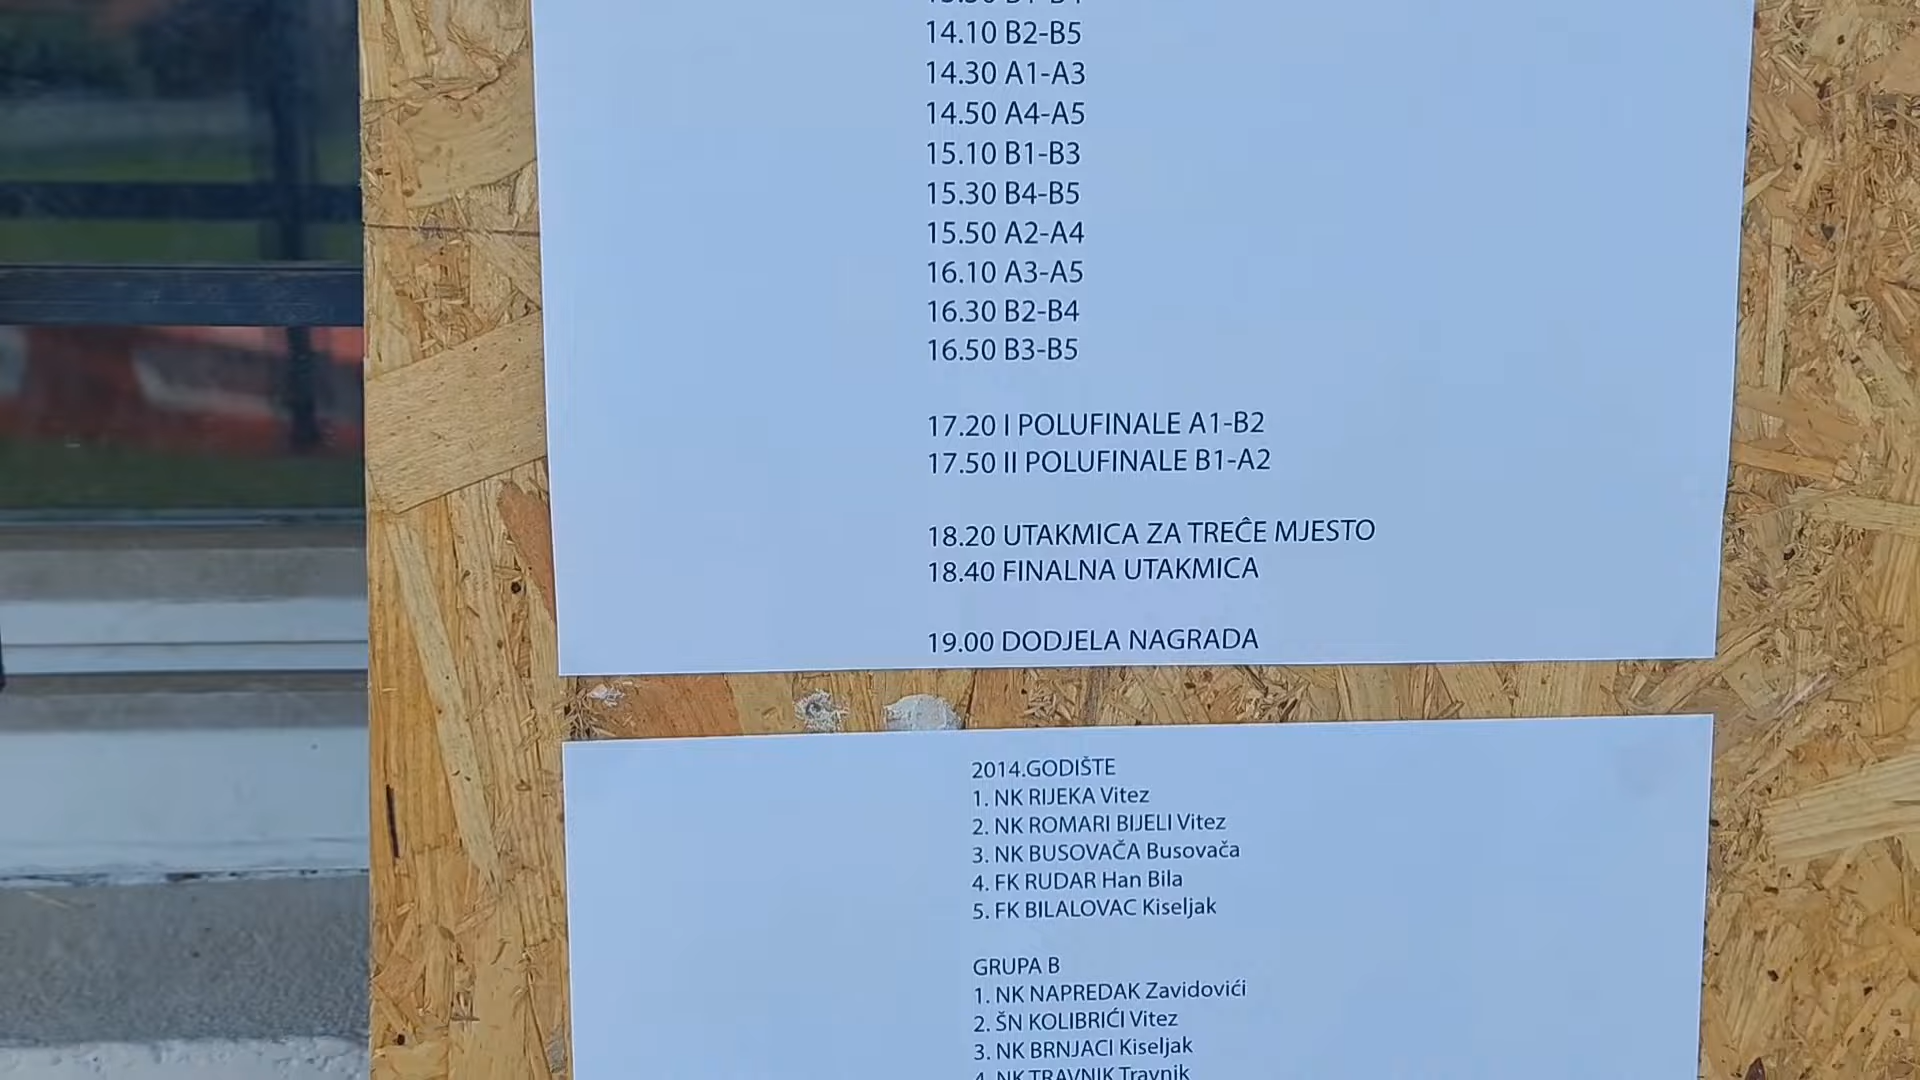 14.10 B2-B5
14.30 A1-A3
14.50 A4-A5
15.10 B1-B3
15.30 B4-B5
15.50 A2-A4
16.10 A3-A5
16.30 B2-B4
16.50 B3-B5
17.20 I POLUFINALE A1-B2
17.50 II POLUFINALE B1-A2
18.20 UTAKMICA ZA TREĈE MJESTO
18.40 FINALNA UTAKMICA
19.00 DODJELA NAGRADA
2014.GODIŠTE
1. NK RIJEKA Vitez
2. NK ROMARI BIJELI Vitez
3. NK BUSOVAČA Busovača
4. FK RUDAR Han Bila
5. FK BILALOVAC Kiseljak
GRUPA B
1. NK NAPREDAK Zavidovići
2. ŠN KOLIBRIĆI Vitez
3. NK BRNJACI Kiseljak
4. NK TRAVNIK Travnik